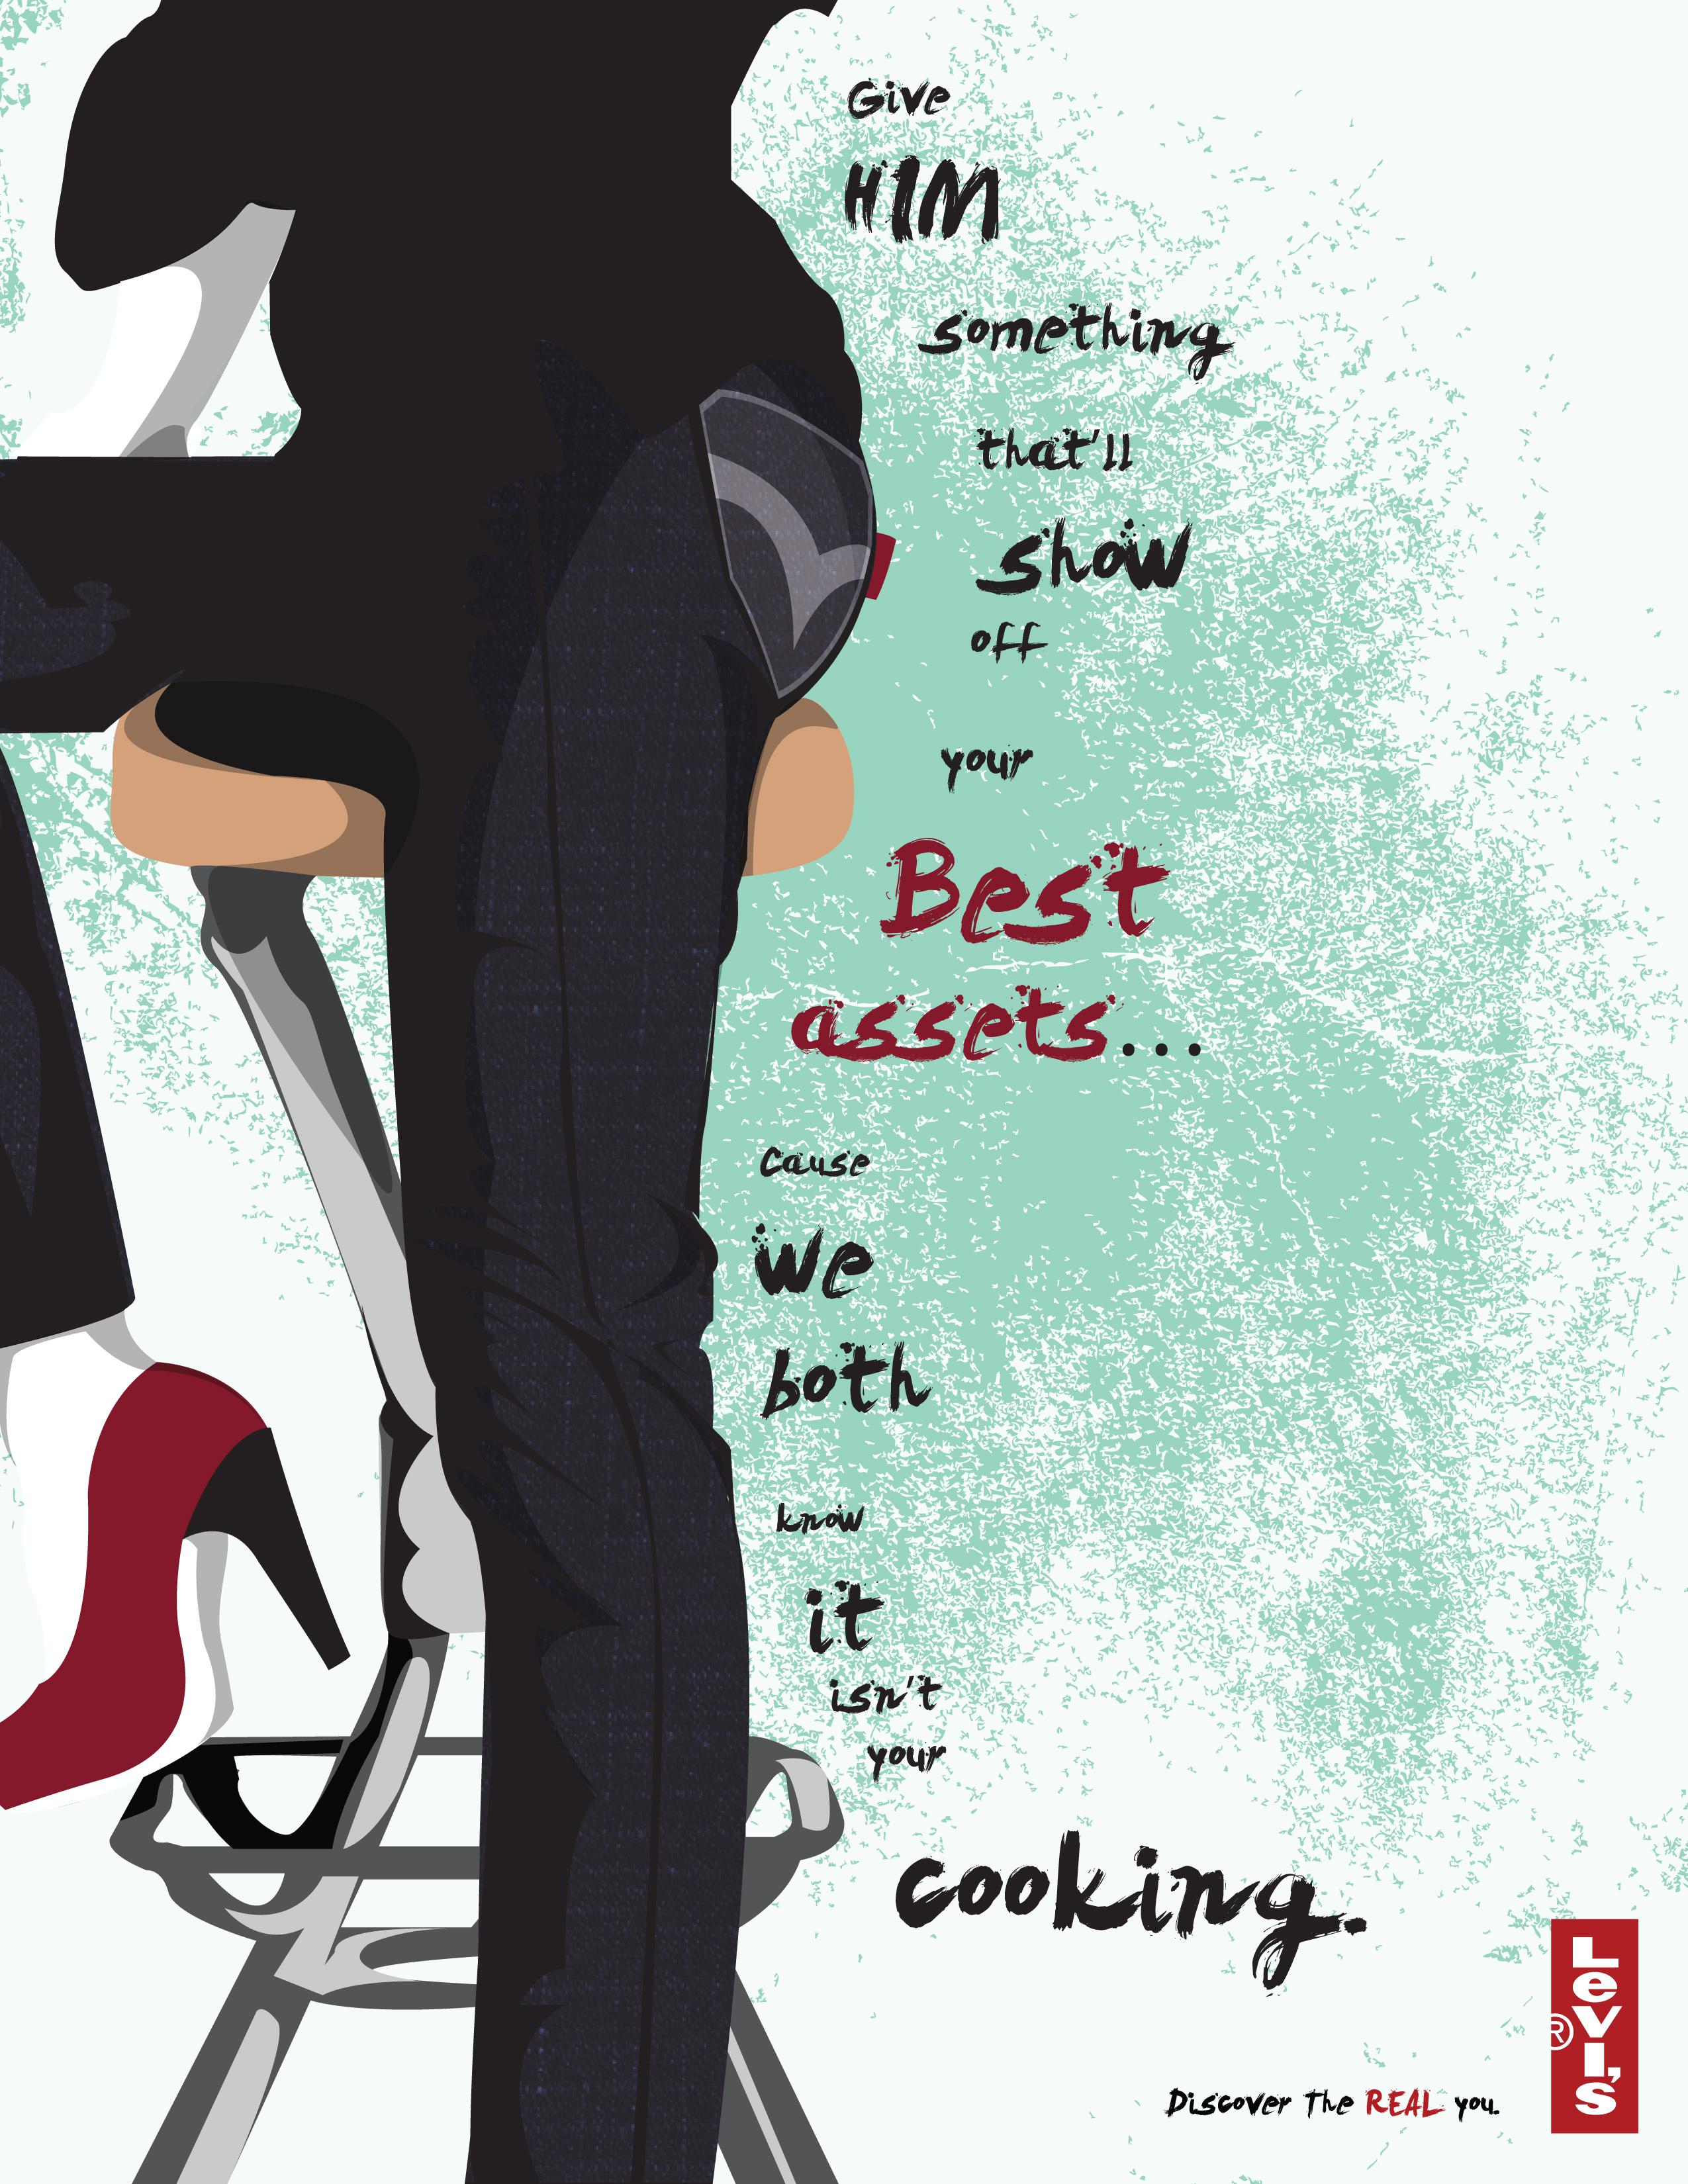 Give
HIM
something
that'll
show
off
your
Best
assets...
cause
we
both
know
it
isn't
your
cooking.
Levi's
®
Discover The REAL you.